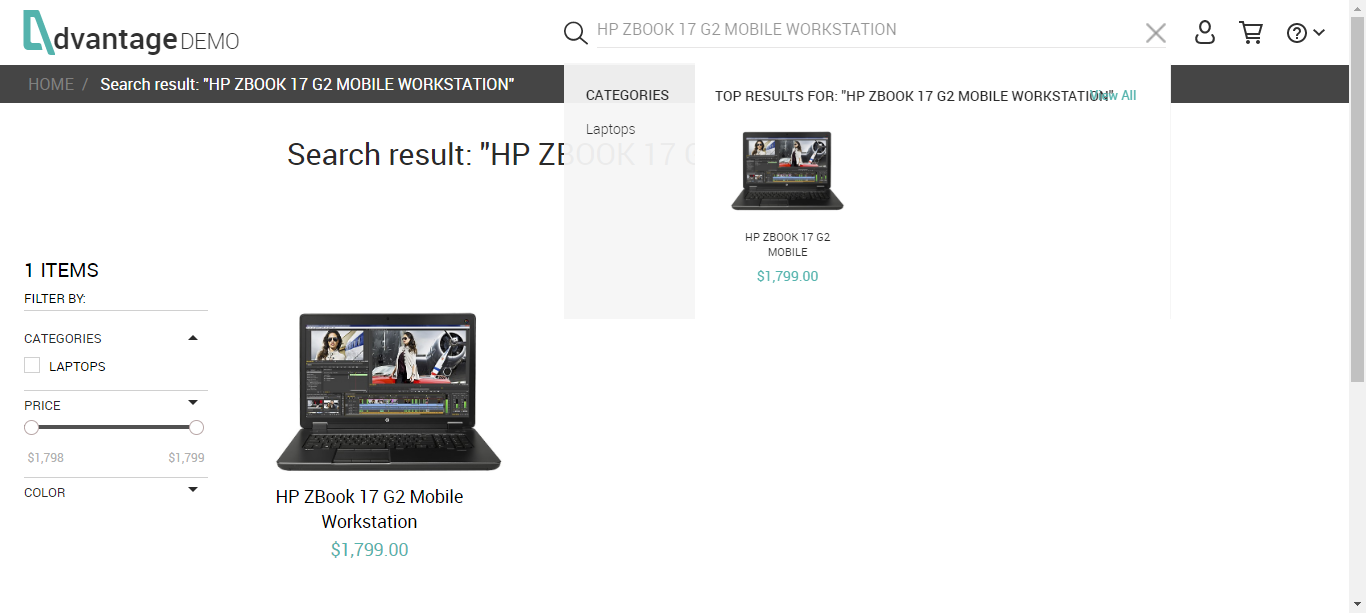 dvantage DEMO
HP ZBOOK 17 G2 MOBILE WORKSTATION
HOME / Search result: "HP ZBOOK 17 G2 MOBILE WORKSTATION"
CATEGORIES
Laptops
TOP RESULTS FOR: "HP ZBOOK 17 G2 MOBILE WORKSTATION"
View All
HP ZBOOK 17 G2
MOBILE
$1,799.00
Search result: "HP ZBOOK 17 G
1 ITEMS
FILTER BY:
CATEGORIES
LAPTOPS
PRICE
$1,798 $1,799
COLOR
HP ZBook 17 G2 Mobile
Workstation
$1,799.00